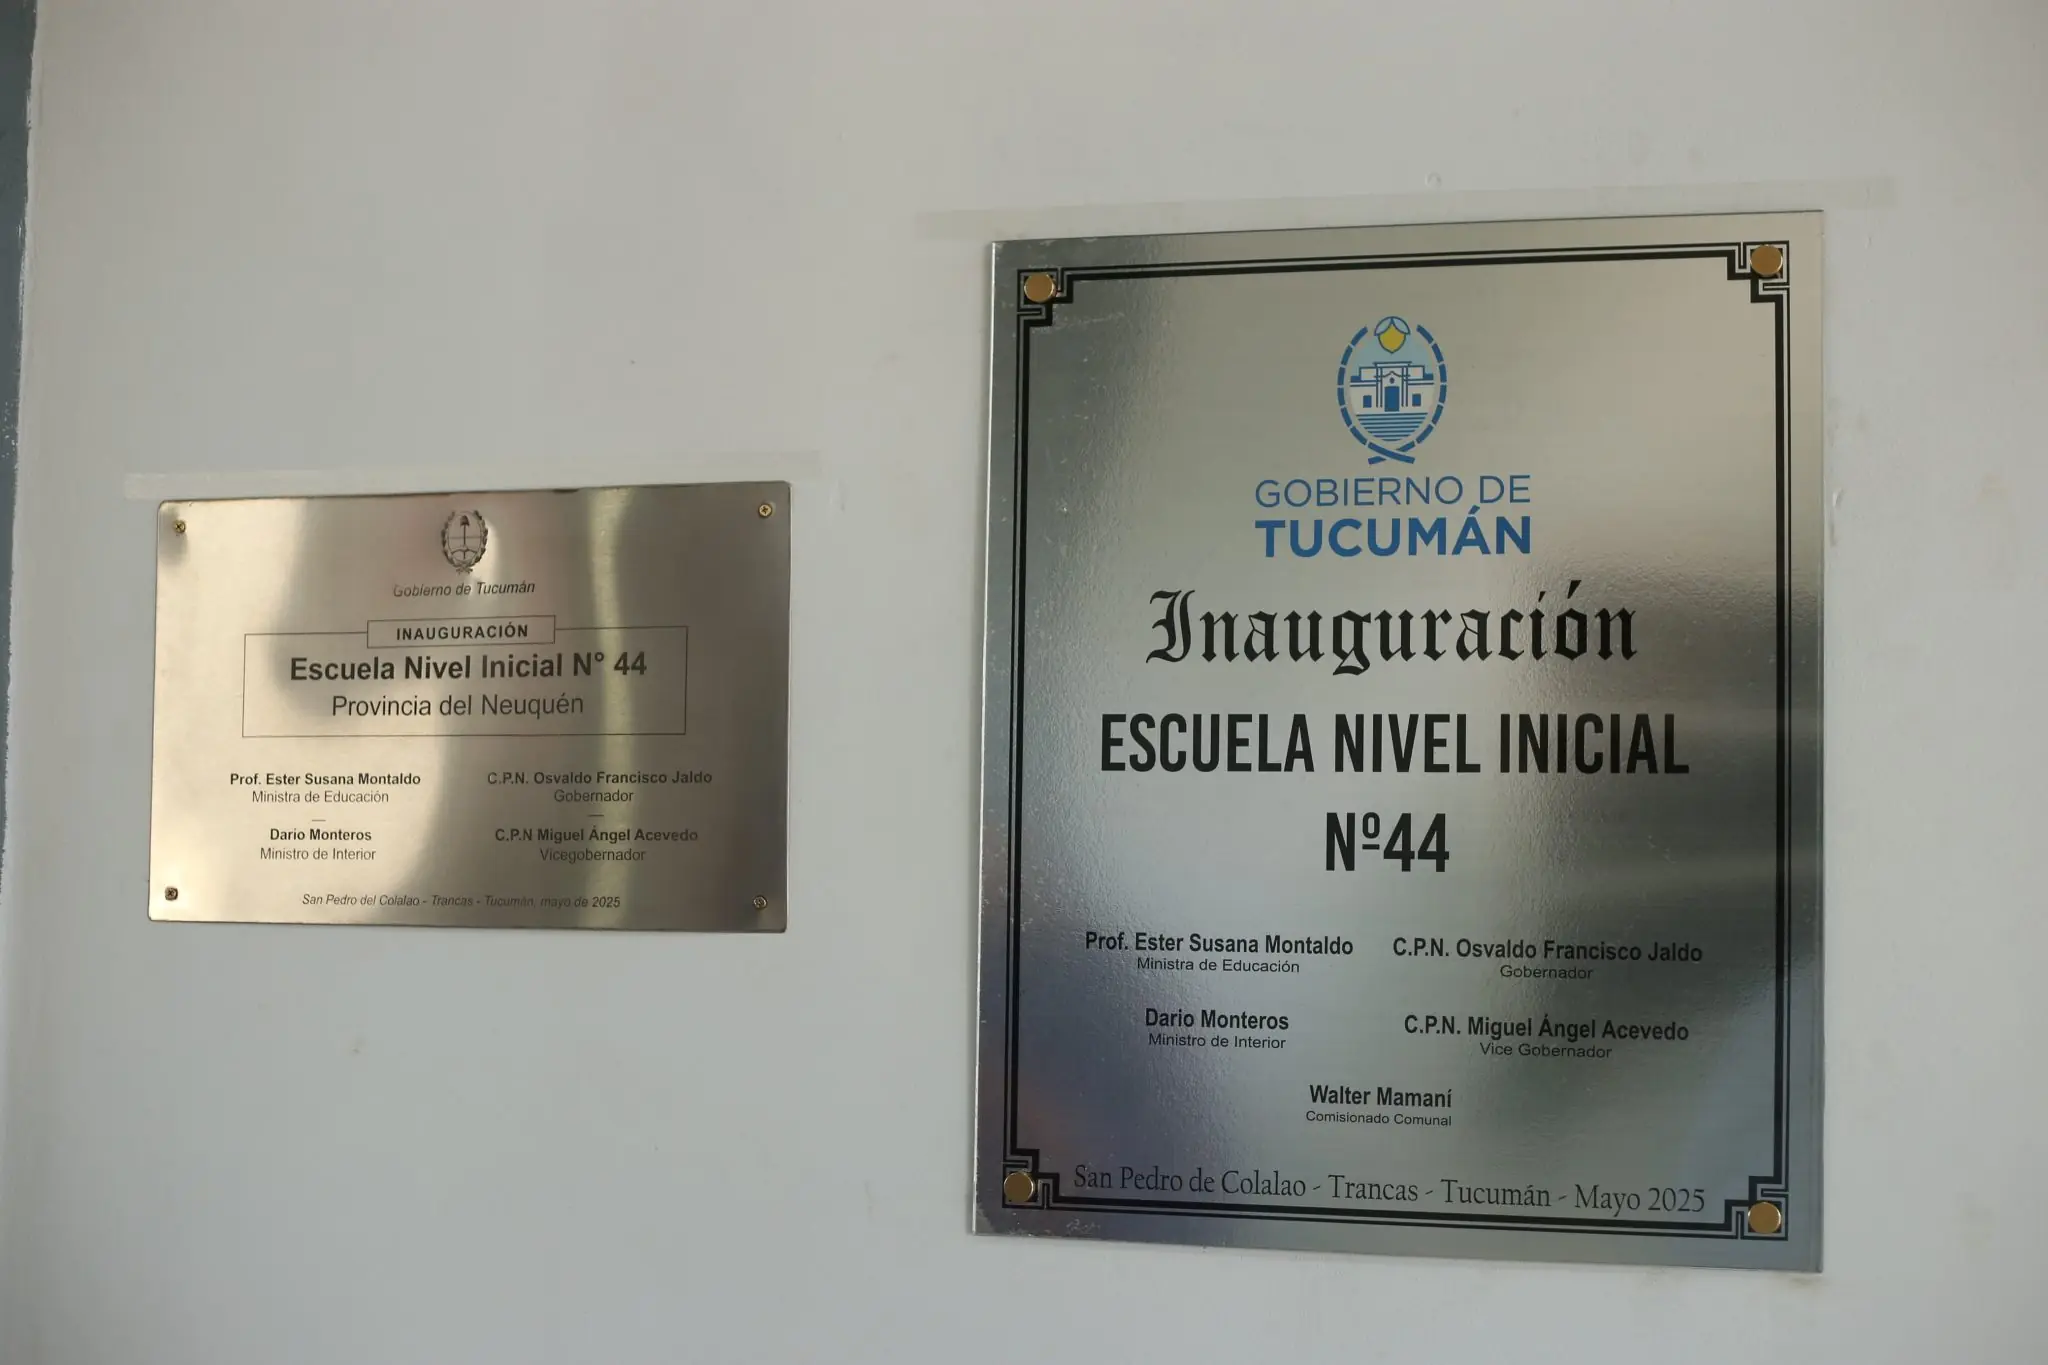 Gobierno de Tucumán
INAUGURACIÓN
Escuela Nivel Inicial N° 44
Provincia del Neuquén
Prof. Ester Susana Montaldo
Ministra de Educación
C.P.N. Osvaldo Francisco Jaldo
Gobernador
Dario Monteros
Ministro de Interior
C.P.N Miguel Ángel Acevedo
Vicegobernador
San Pedro del Colalao - Trancas - Tucumán, mayo de 2025
GOBIERNO DE
TUCUMÁN
Inauguración
ESCUELA NIVEL INICIAL
Nº44
Prof. Ester Susana Montaldo
Ministra de Educación
C.P.N. Osvaldo Francisco Jaldo
Gobernador
Dario Monteros
Ministro de Interior
C.P.N. Miguel Ángel Acevedo
Vice Gobernador
Walter Mamaní
Comisionado Comunal
San Pedro de Colalao - Trancas - Tucumán - Mayo 2025